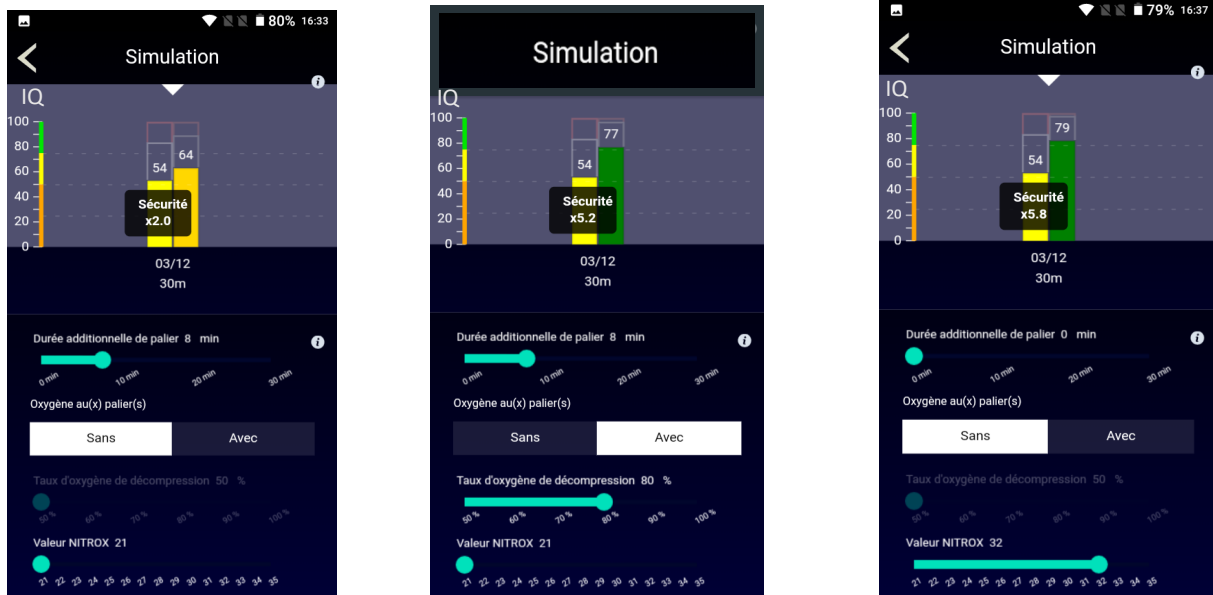 80% 16:33
Simulation
IQ
100
80
60
40
20
0
54
64
Sécurité
x2.0
03/12
30m
Durée additionnelle de palier 8 min
0 min 10 min 20 min 30 min
Oxygène au(x) palier(s)
Sans Avec
Taux d'oxygène de décompression 50 %
50 % 60 % 70 % 80 % 90 % 100 %
Valeur NITROX 21
21 22 23 24 25 26 27 28 29 30 31 32 33 34 35
Simulation
IQ
100
80
60
40
20
0
54
77
Sécurité
x5.2
03/12
30m
Durée additionnelle de palier 8 min
0 min 10 min 20 min 30 min
Oxygène au(x) palier(s)
Sans Avec
Taux d'oxygène de décompression 80 %
50 % 60 % 70 % 80 % 90 % 100 %
Valeur NITROX 21
21 22 23 24 25 26 27 28 29 30 31 32 33 34 35
79% 16:37
Simulation
IQ
100
80
60
40
20
0
54
79
Sécurité
x5.8
03/12
30m
Durée additionnelle de palier 0 min
0 min 10 min 20 min 30 min
Oxygène au(x) palier(s)
Sans Avec
Taux d'oxygène de décompression 50 %
50 % 60 % 70 % 80 % 90 % 100 %
Valeur NITROX 32
21 22 23 24 25 26 27 28 29 30 31 32 33 34 35